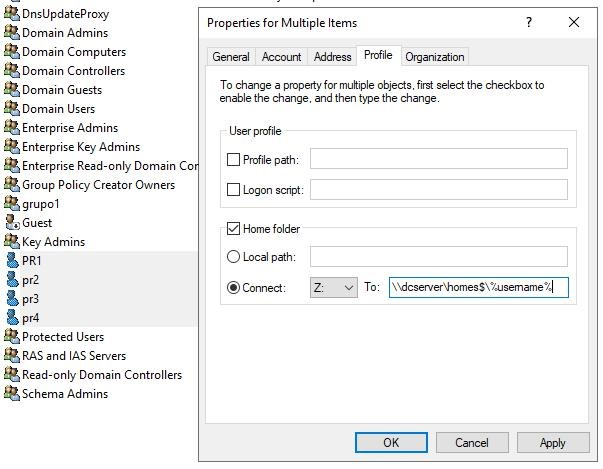 DnsUpdateProxy
Domain Admins
Domain Computers
Domain Controllers
Domain Guests
Domain Users
Enterprise Admins
Enterprise Key Admins
Enterprise Read-only Domain Cor
Group Policy Creator Owners
grupo1
Guest
Key Admins
PR1
pr2
pr3
pr4
Protected Users
RAS and IAS Servers
Read-only Domain Controllers
Schema Admins
Properties for Multiple Items
?
General Account Address Profile Organization
To change a property for multiple objects, first select the checkbox to
enable the change, and then type the change.
User profile
Profile path:
Logon script:
Home folder
Local path:
Connect: Z: To: \\dcserver\homes$\%username%
OK Cancel Apply